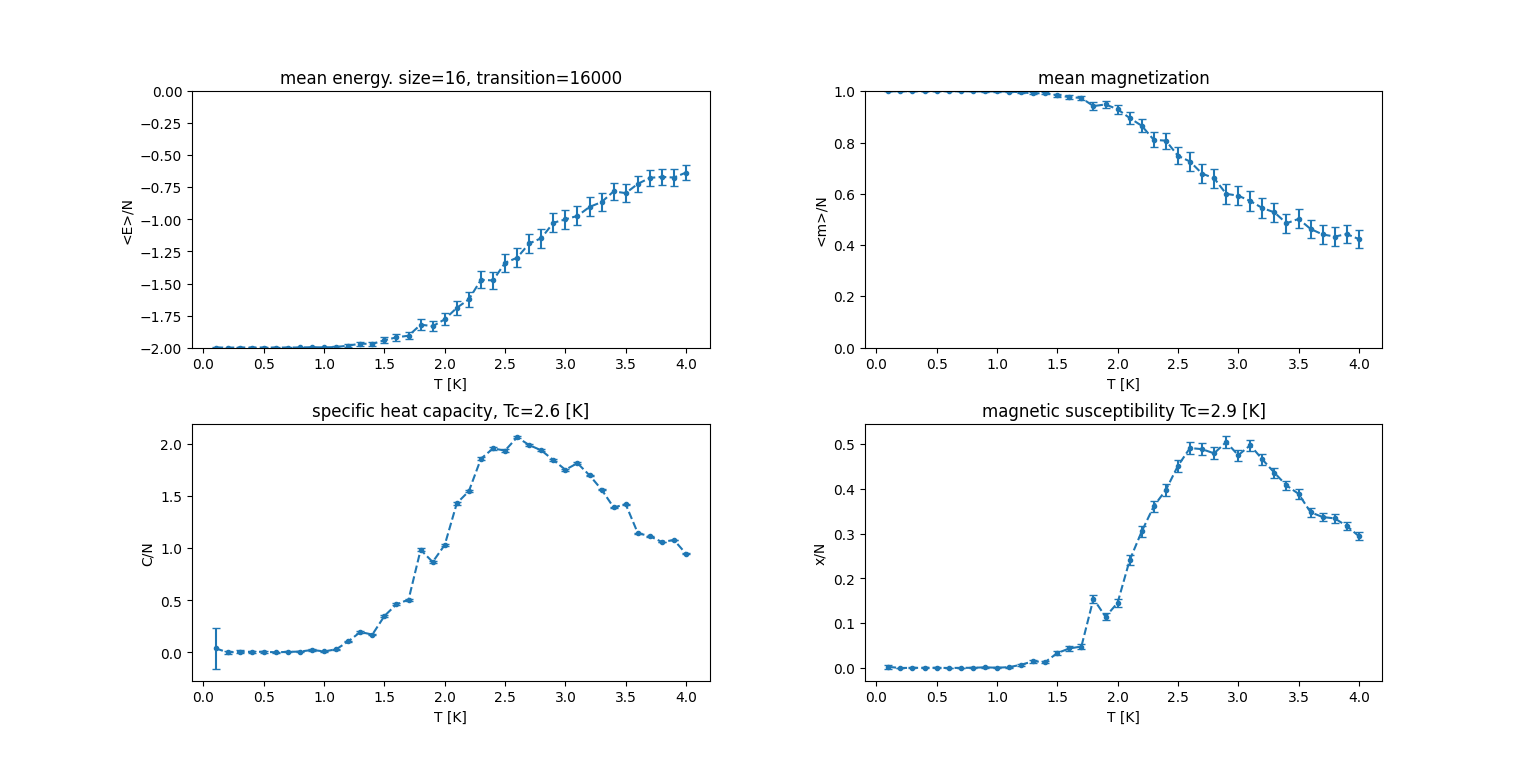 mean energy. size=16, transition=16000
<E>/N
0.00
−0.25
−0.50
−0.75
−1.00
−1.25
−1.50
−1.75
−2.00
0.0 0.5 1.0 1.5 2.0 2.5 3.0 3.5 4.0
T [K]
mean magnetization
<m>/N
1.0
0.8
0.6
0.4
0.2
0.0
0.0 0.5 1.0 1.5 2.0 2.5 3.0 3.5 4.0
T [K]
specific heat capacity, Tc=2.6 [K]
C/N
2.0
1.5
1.0
0.5
0.0
0.0 0.5 1.0 1.5 2.0 2.5 3.0 3.5 4.0
T [K]
magnetic susceptibility Tc=2.9 [K]
x/N
0.5
0.4
0.3
0.2
0.1
0.0
0.0 0.5 1.0 1.5 2.0 2.5 3.0 3.5 4.0
T [K]